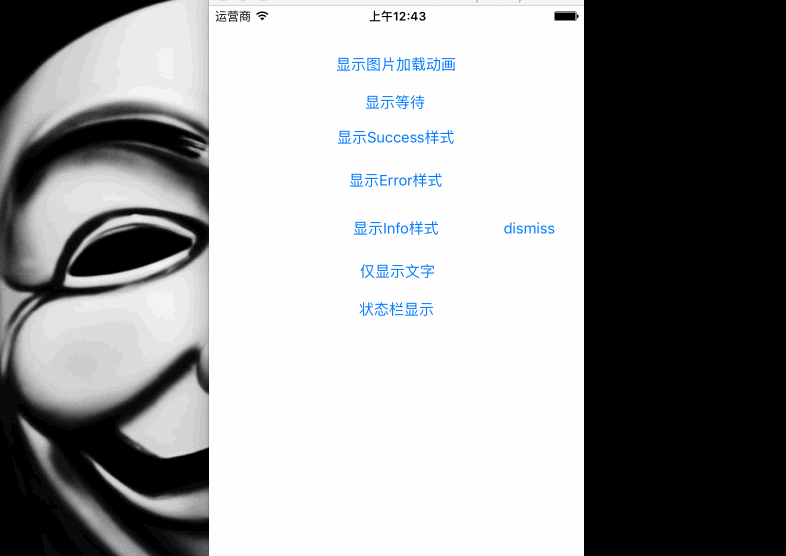 运营商 上午12:43
显示图片加载动画
显示等待
显示Success样式
显示Error样式
显示Info样式 dismiss
仅显示文字
状态栏显示